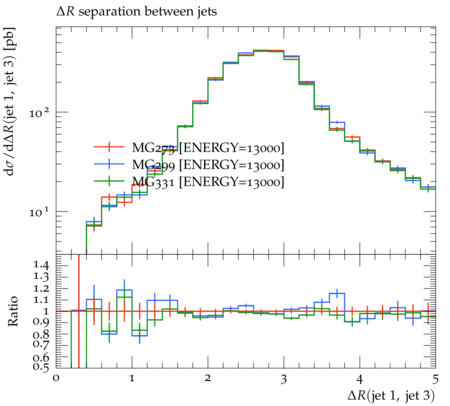 ΔR separation between jets
dσ/dΔR(jet 1, jet 3) [pb]
10²
10¹
MG273 [ENERGY=13000]
MG299 [ENERGY=13000]
MG331 [ENERGY=13000]
Ratio
1.4
1.3
1.2
1.1
1
0.9
0.8
0.7
0.6
0.5
0 1 2 3 4 5
ΔR(jet 1, jet 3)